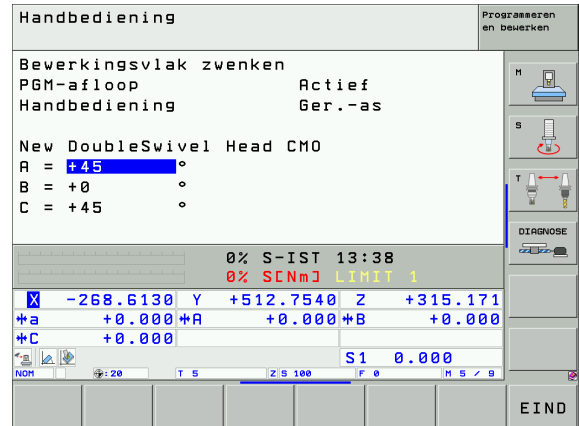 Handbediening
Programmeren
en bewerken
Bewerkingsvlak zwenken
PGM-afloop Actief
Handbediening Ger.-as
New DoubleSwivel Head CMO
A = +45 °
B = +0 °
C = +45 °
M
S
T
DIAGNOSE
0% S-IST 13:38
0% S[Nm] LIMIT 1
X -268.6130 Y +512.7540 Z +315.171
a +0.000 A +0.000 B +0.000
C +0.000
S1 0.000
NOM :20 T 5 Z S 100 F 0 M 5 / 9
EIND